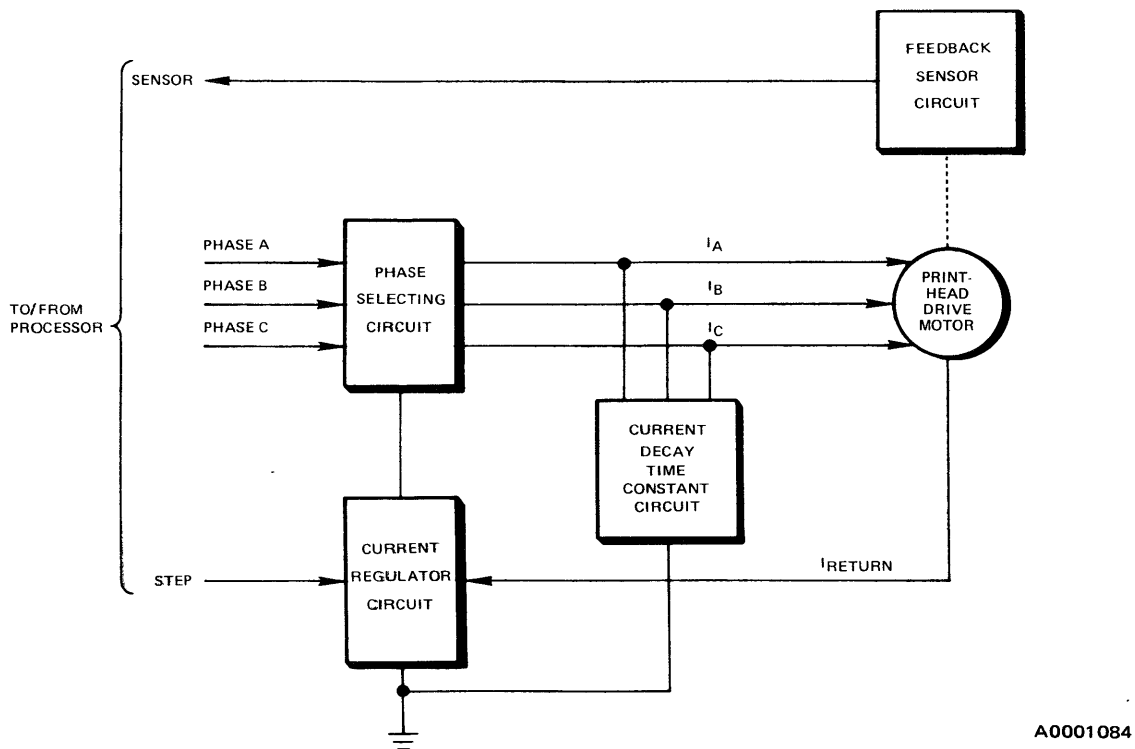 FEEDBACK
SENSOR
CIRCUIT
SENSOR
PHASE A
PHASE B
PHASE C
PHASE
SELECTING
CIRCUIT
IA
IB
IC
PRINT-
HEAD
DRIVE
MOTOR
TO/FROM
PROCESSOR
CURRENT
DECAY
TIME
CONSTANT
CIRCUIT
STEP
CURRENT
REGULATOR
CIRCUIT
IRETURN
A0001084